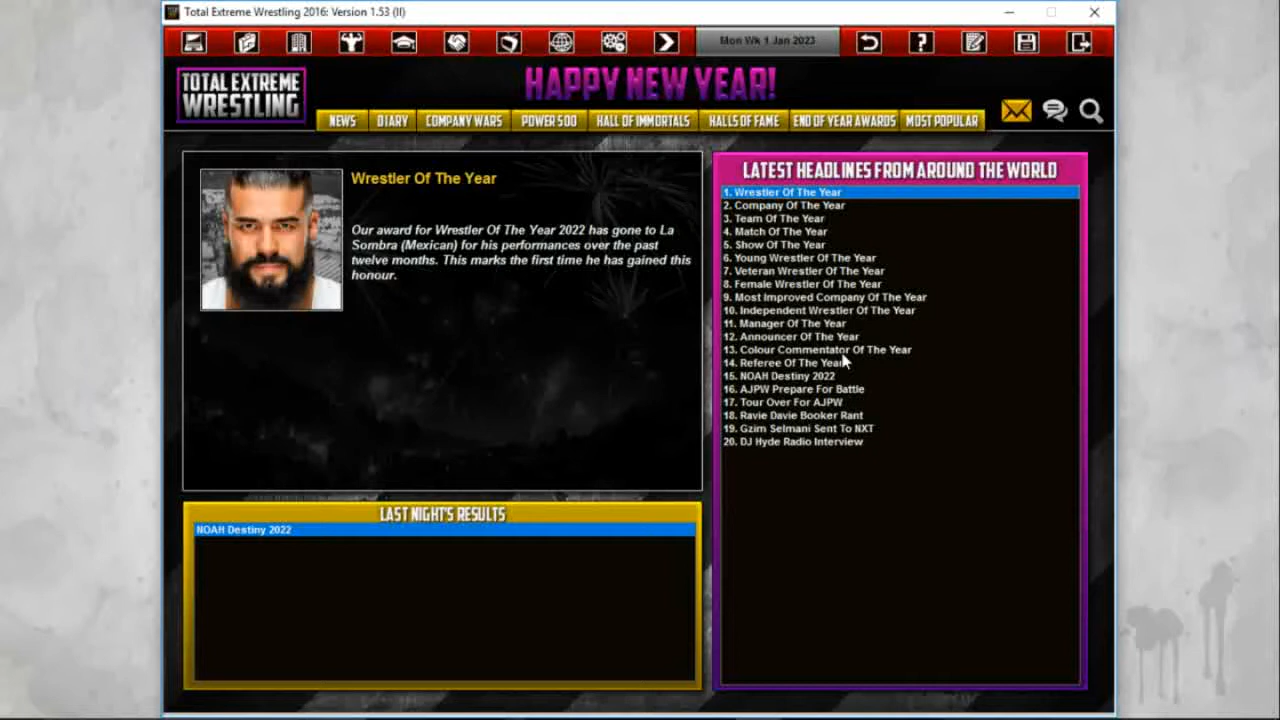 Total Extreme Wrestling 2016: Version 1.53 (II)
Mon Wk 1 Jan 2023
TOTAL EXTREME
WRESTLING
HAPPY NEW YEAR!
NEWS
DIARY
COMPANY WARS
POWER 500
HALL OF IMMORTALS
HALLS OF FAME
END OF YEAR AWARDS
MOST POPULAR
Wrestler Of The Year
Our award for Wrestler Of The Year 2022 has gone to La
Sombra (Mexican) for his performances over the past
twelve months. This marks the first time he has gained this
honour.
LATEST HEADLINES FROM AROUND THE WORLD
1. Wrestler Of The Year
2. Company Of The Year
3. Team Of The Year
4. Match Of The Year
5. Show Of The Year
6. Young Wrestler Of The Year
7. Veteran Wrestler Of The Year
8. Female Wrestler Of The Year
9. Most Improved Company Of The Year
10. Independent Wrestler Of The Year
11. Manager Of The Year
12. Announcer Of The Year
13. Colour Commentator Of The Year
14. Referee Of The Year
15. NOAH Destiny 2022
16. AJPW Prepare For Battle
17. Tour Over For AJPW
18. Ravie Davie Booker Rant
19. Gzim Selmani Sent To NXT
20. DJ Hyde Radio Interview
LAST NIGHT'S RESULTS
NOAH Destiny 2022